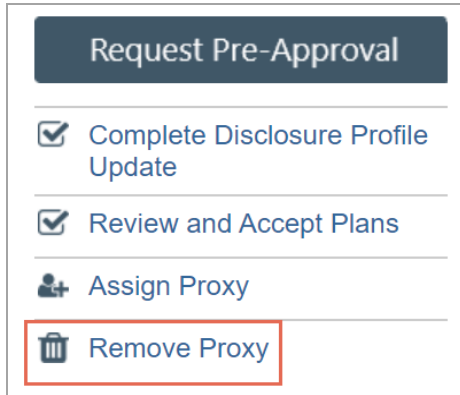 Request Pre-Approval
Complete Disclosure Profile
Update
Review and Accept Plans
Assign Proxy
Remove Proxy